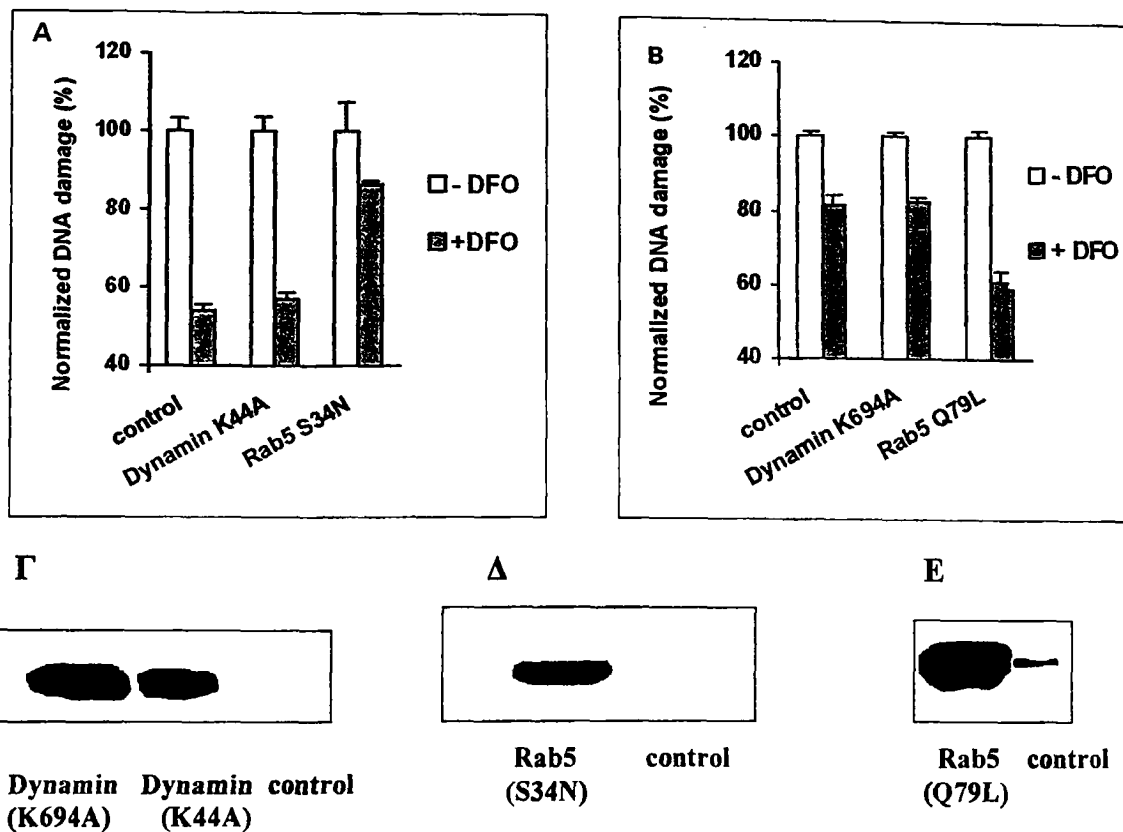 A
120
100
80
60
40
Normalized DNA damage (%)
- DFO
+DFO
control
Dynamin K44A
Rab5 S34N
B
120
100
80
60
40
Normalized DNA damage (%)
- DFO
+ DFO
control
Dynamin K694A
Rab5 Q79L
Γ
Dynamin Dynamin control
(K694A) (K44A)
Δ
Rab5 control
(S34N)
E
Rab5 control
(Q79L)